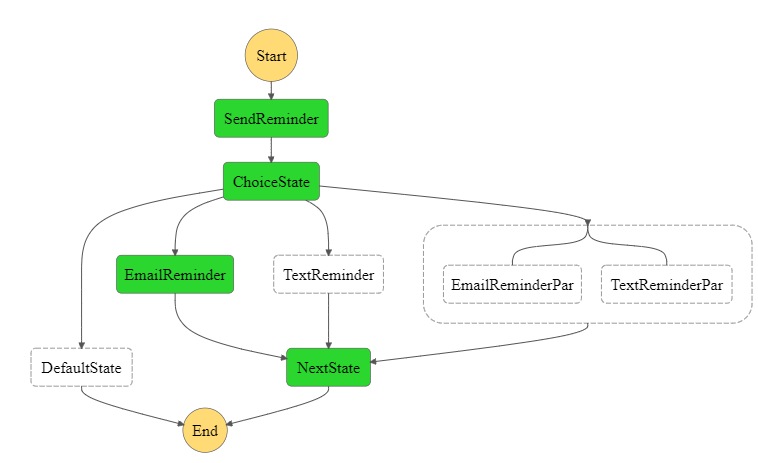 Start
SendReminder
ChoiceState
EmailReminder
TextReminder
EmailReminderPar
TextReminderPar
DefaultState
NextState
End